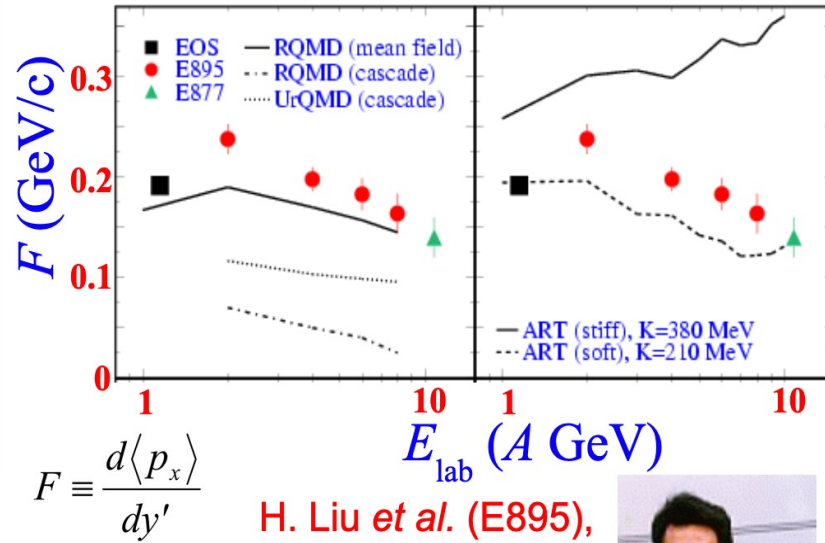 EOS
E895
E877
RQMD (mean field)
RQMD (cascade)
UrQMD (cascade)
F (GeV/c)
0.3
0.2
0.1
0
ART (stiff), K=380 MeV
ART (soft), K=210 MeV
1
10
1
10
E_lab (A GeV)
F ≡ d⟨p_x⟩ / dy′
H. Liu et al. (E895),